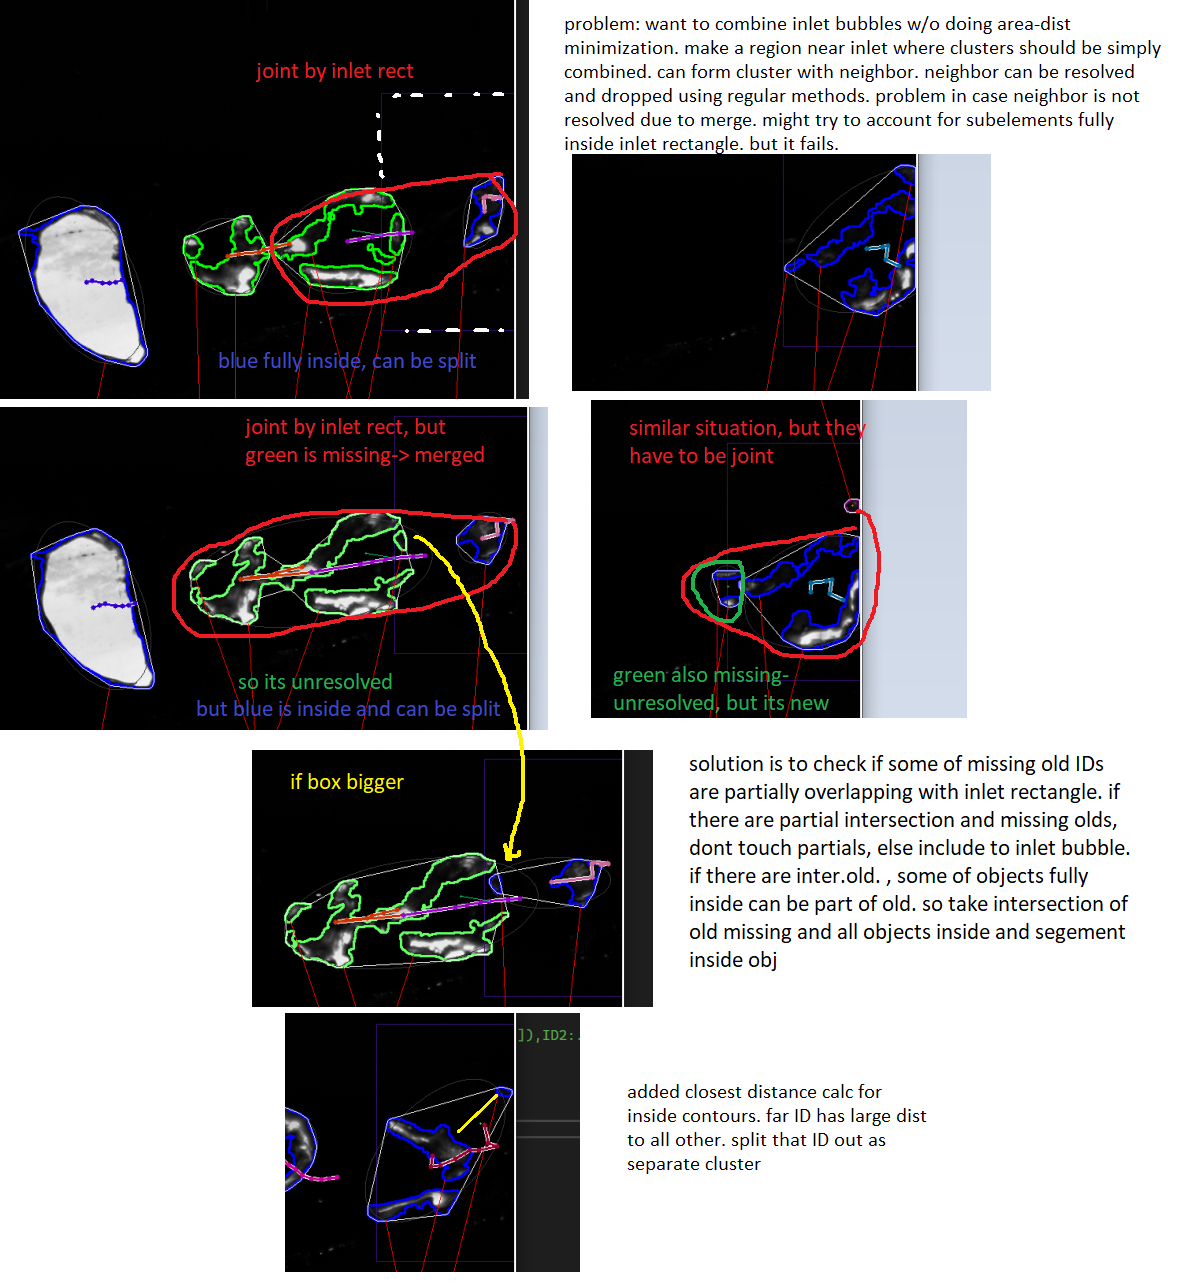 problem: want to combine inlet bubbles w/o doing area-dist
minimization. make a region near inlet where clusters should be simply
combined. can form cluster with neighbor. neighbor can be resolved
and dropped using regular methods. problem in case neighbor is not
resolved due to merge. might try to account for subelements fully
inside inlet rectangle. but it fails.
joint by inlet rect
blue fully inside, can be split
joint by inlet rect, but
green is missing-> merged
so its unresolved
but blue is inside and can be split
similar situation, but they
have to be joint
green also missing-
unresolved, but its new
if box bigger
solution is to check if some of missing old IDs
are partially overlapping with inlet rectangle. if
there are partial intersection and missing olds,
dont touch partials, else include to inlet bubble.
if there are inter.old. , some of objects fully
inside can be part of old. so take intersection of
old missing and all objects inside and segement
inside obj
]),ID2:
added closest distance calc for
inside contours. far ID has large dist
to all other. split that ID out as
separate cluster